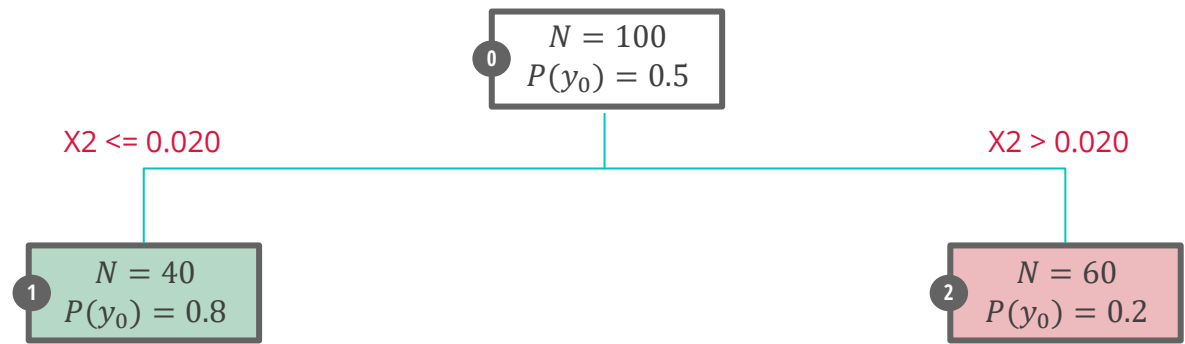 0
N = 100
P(y₀) = 0.5
X2 <= 0.020
X2 > 0.020
1
N = 40
P(y₀) = 0.8
2
N = 60
P(y₀) = 0.2